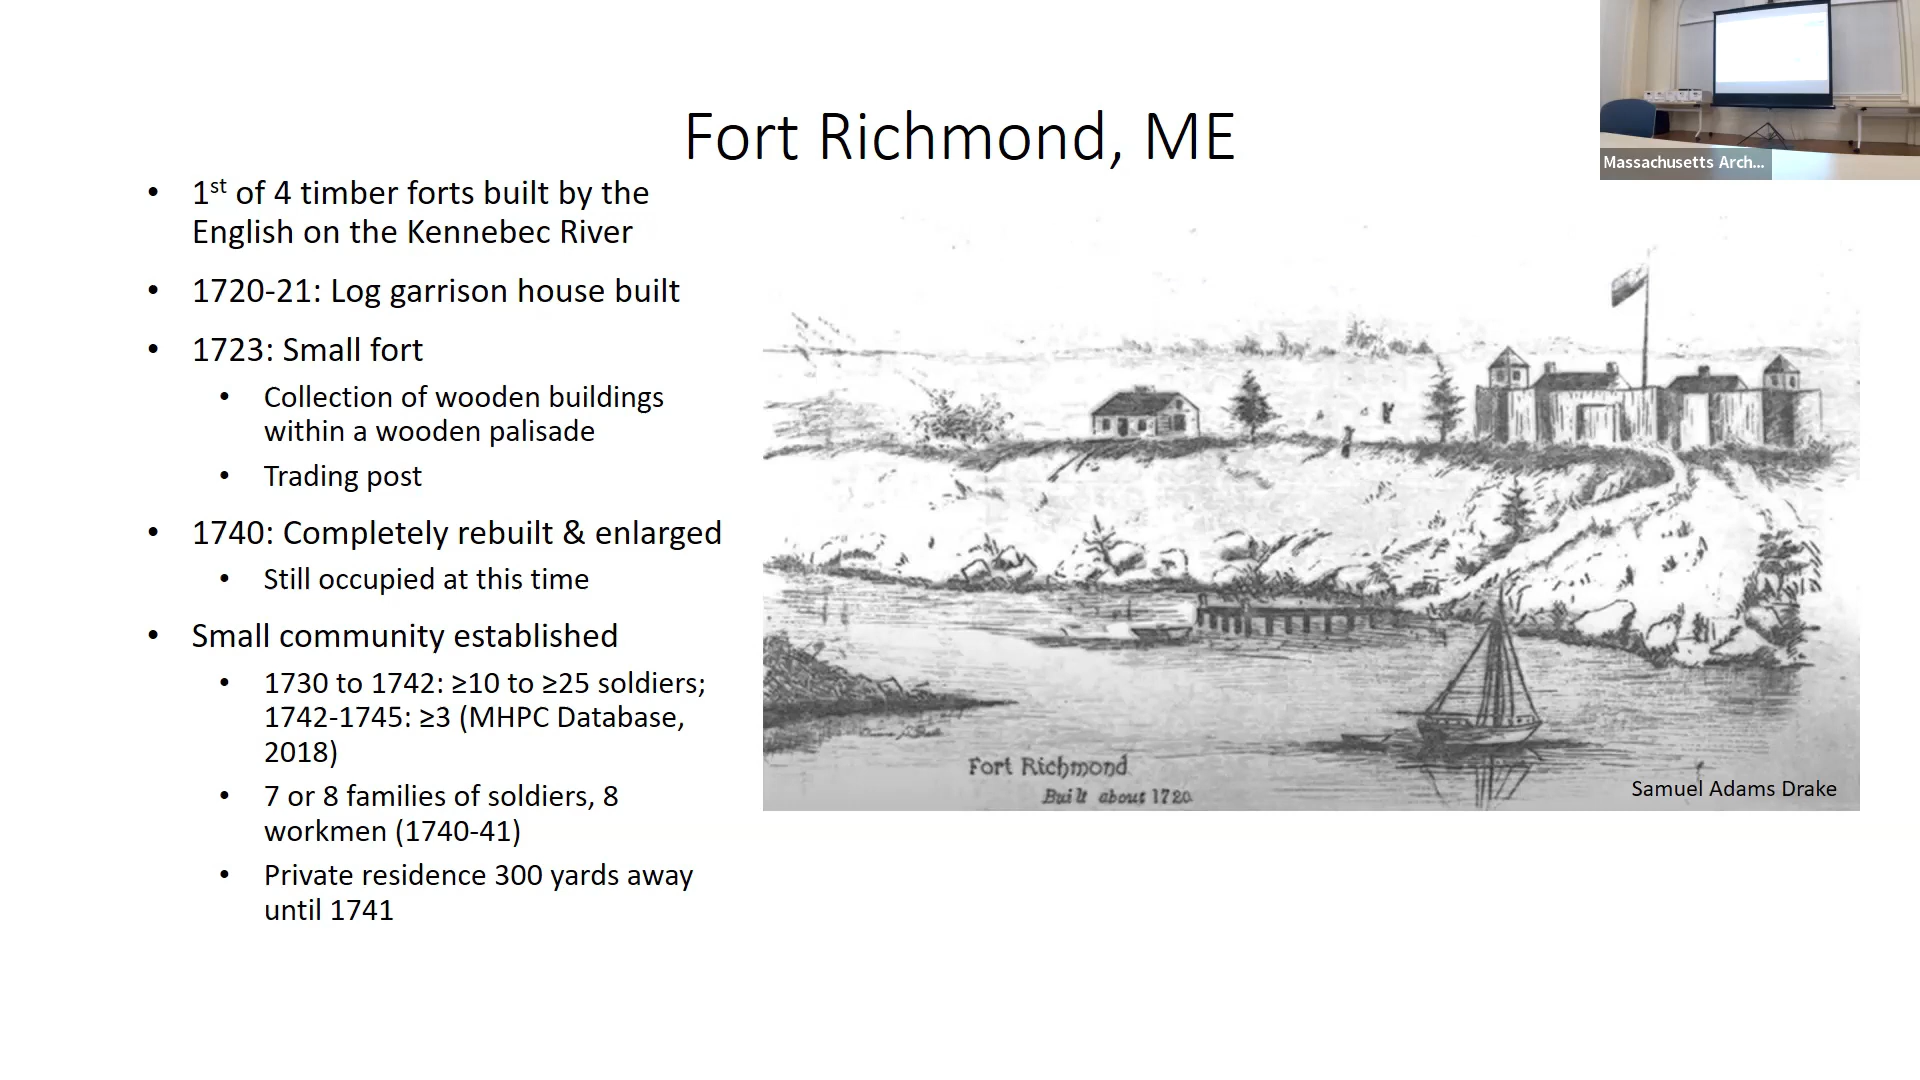 Fort Richmond, ME
Massachusetts Arch...
• 1st of 4 timber forts built by the
English on the Kennebec River
• 1720-21: Log garrison house built
• 1723: Small fort
• Collection of wooden buildings
within a wooden palisade
• Trading post
• 1740: Completely rebuilt & enlarged
• Still occupied at this time
• Small community established
• 1730 to 1742: ≥10 to ≥25 soldiers;
1742-1745: ≥3 (MHPC Database,
2018)
• 7 or 8 families of soldiers, 8
workmen (1740-41)
• Private residence 300 yards away
until 1741
Fort Richmond
Built about 1720
Samuel Adams Drake